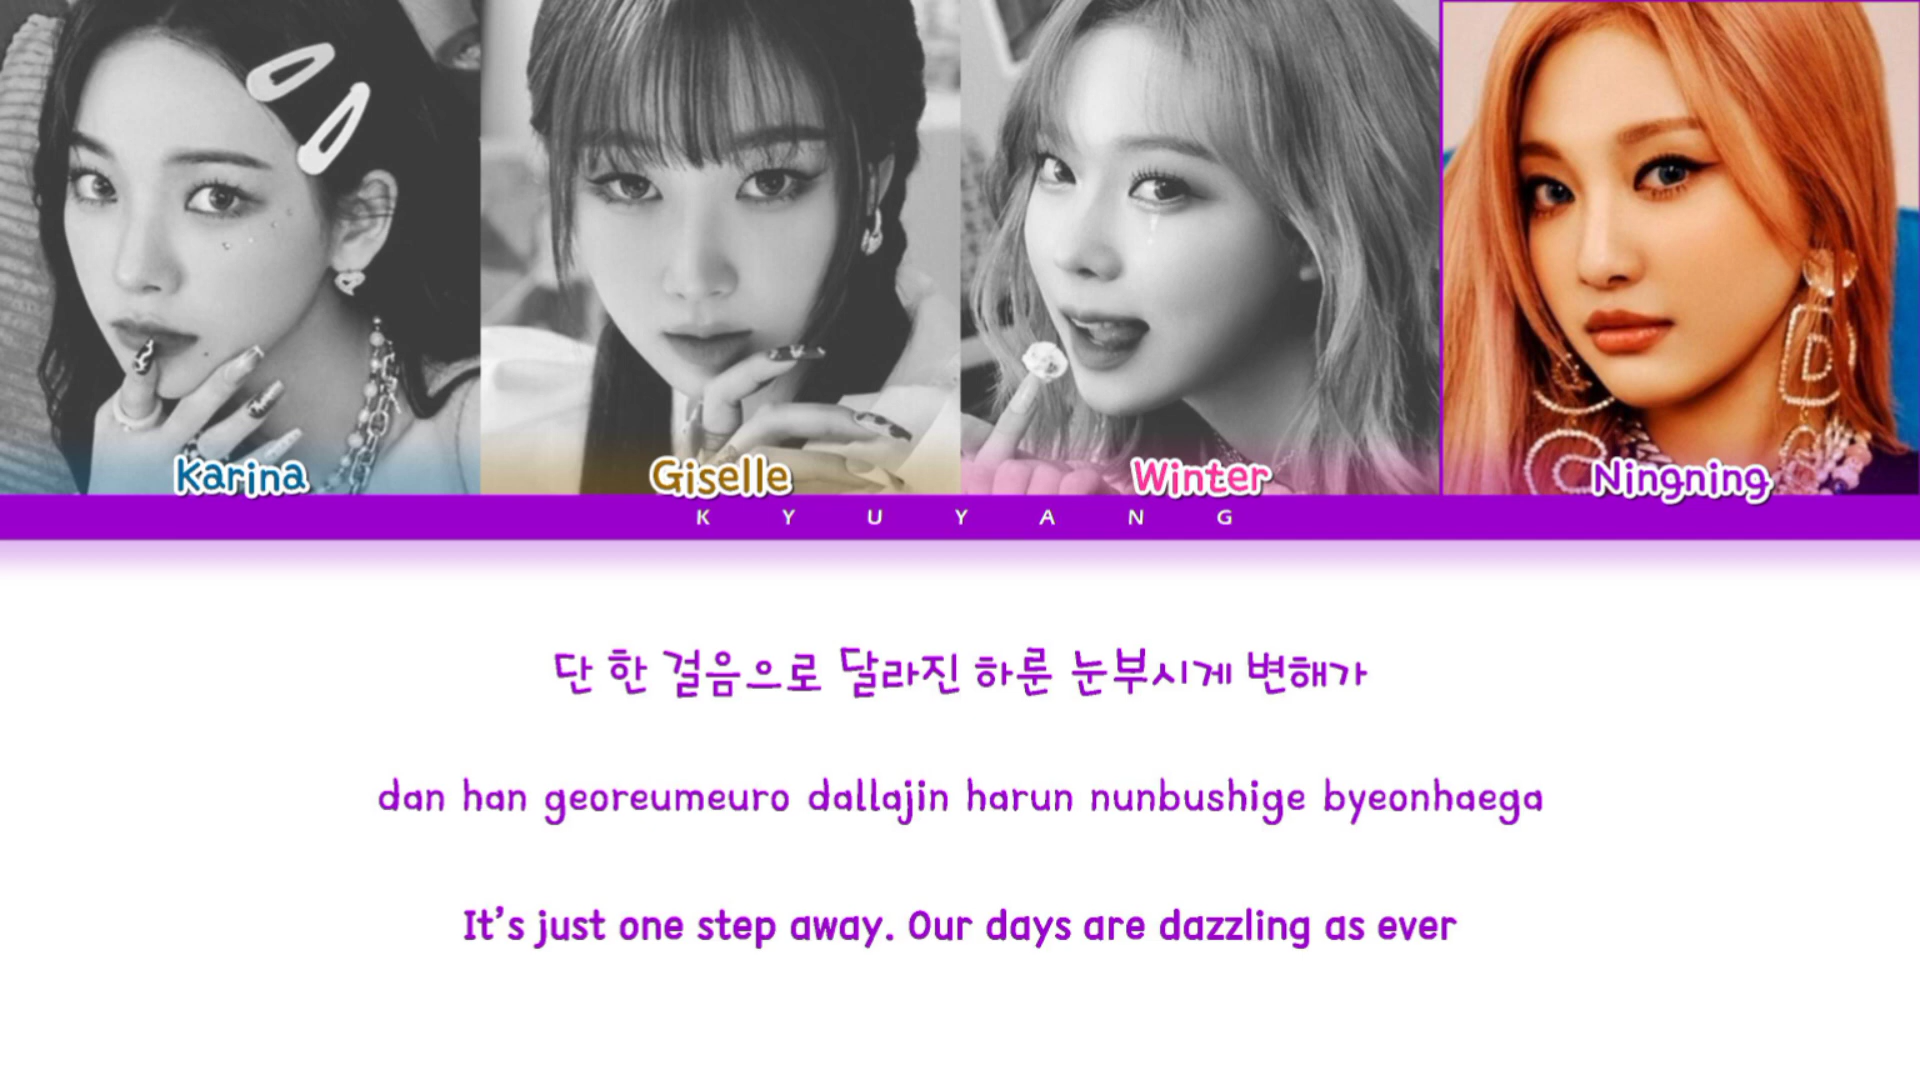 Karina
Giselle
Winter
Ningning
K Y U Y A N G
단 한 걸음으로 달라진 하룬 눈부시게 변해가
dan han georeumeuro dallajin harun nunbushige byeonhaega
It's just one step away. Our days are dazzling as ever